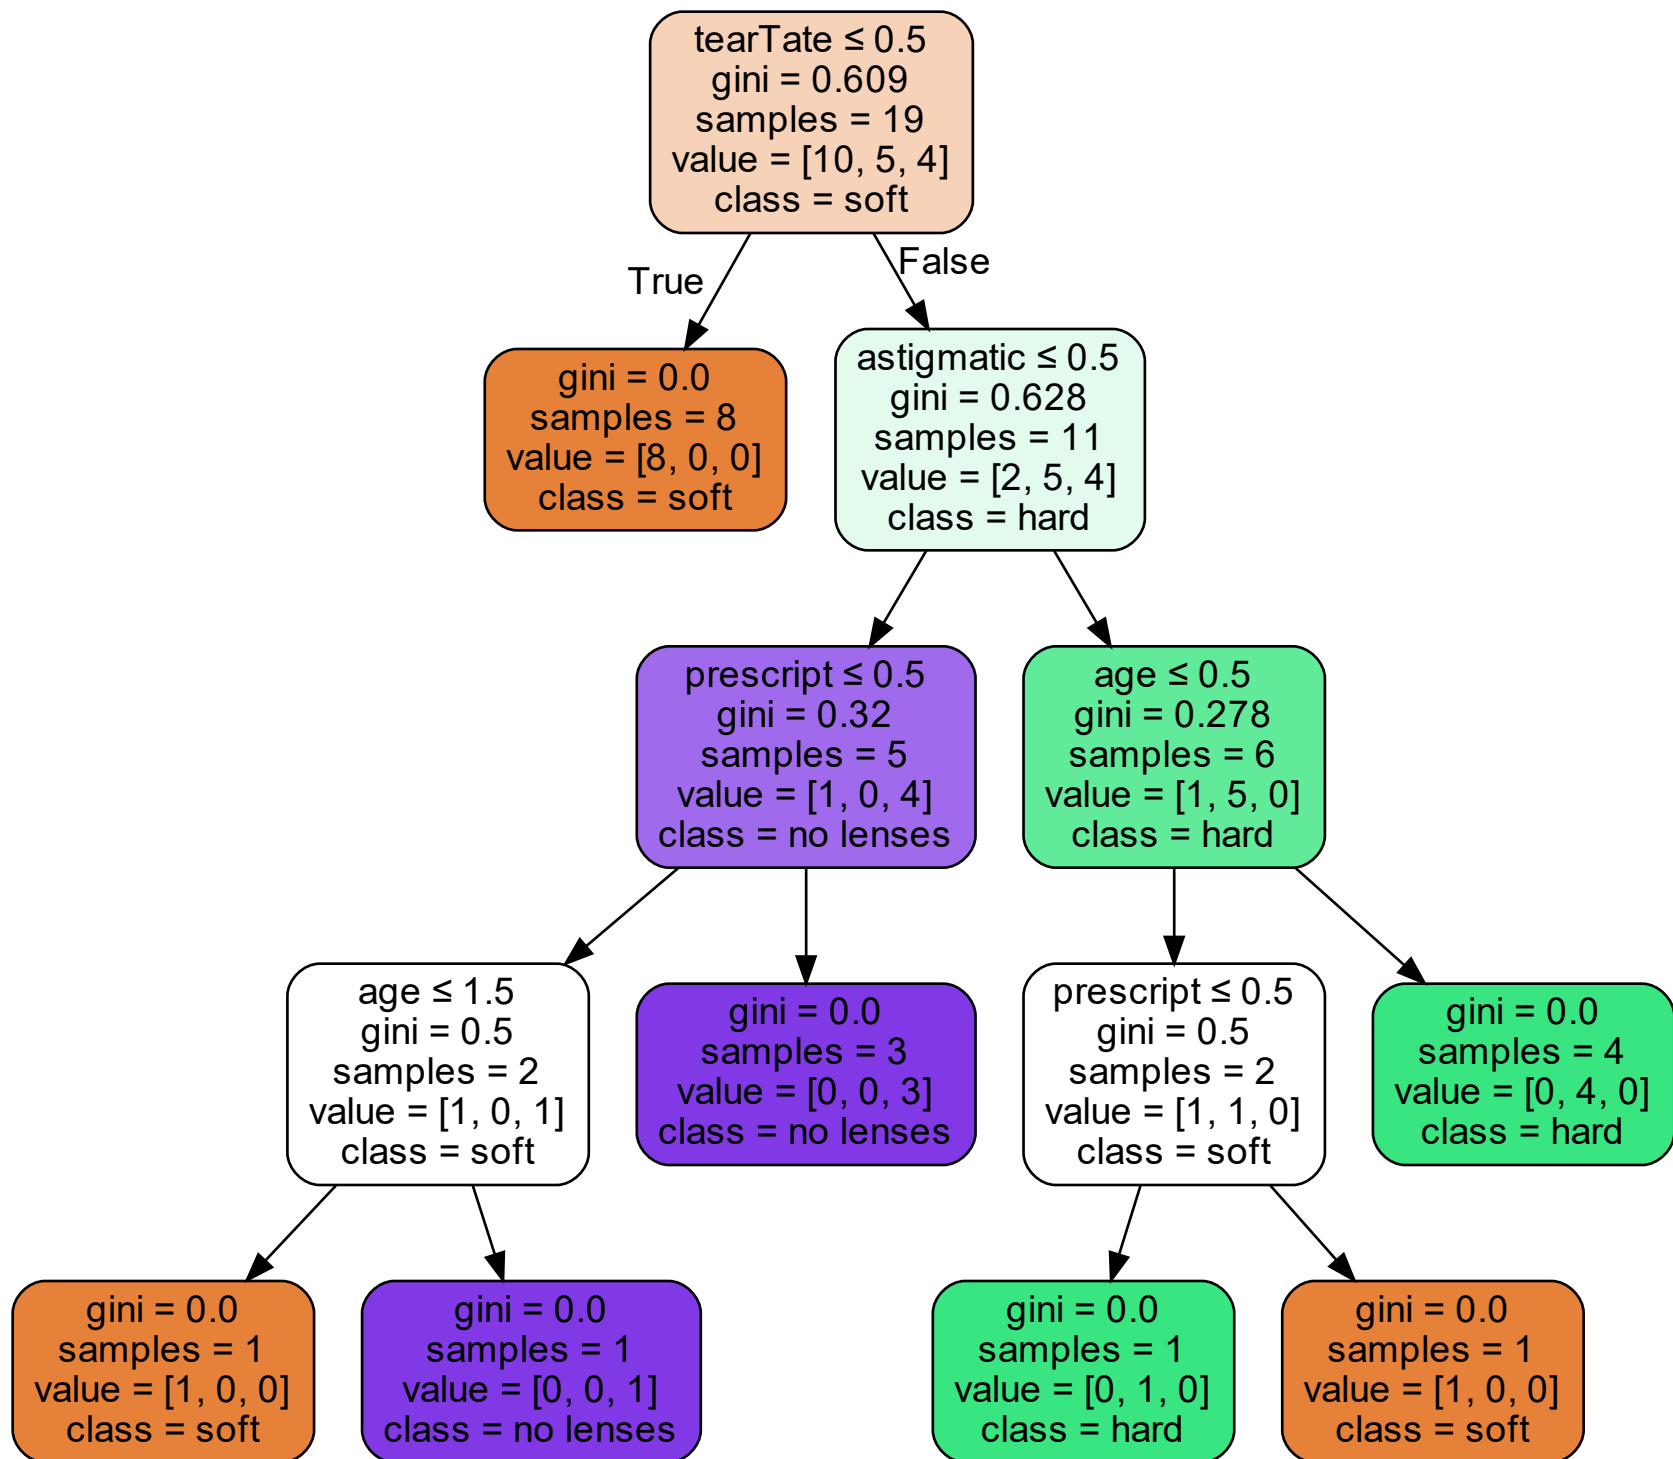 tearTate ≤ 0.5
gini = 0.609
samples = 19
value = [10, 5, 4]
class = soft
True
False
gini = 0.0
samples = 8
value = [8, 0, 0]
class = soft
astigmatic ≤ 0.5
gini = 0.628
samples = 11
value = [2, 5, 4]
class = hard
prescript ≤ 0.5
gini = 0.32
samples = 5
value = [1, 0, 4]
class = no lenses
age ≤ 0.5
gini = 0.278
samples = 6
value = [1, 5, 0]
class = hard
age ≤ 1.5
gini = 0.5
samples = 2
value = [1, 0, 1]
class = soft
gini = 0.0
samples = 3
value = [0, 0, 3]
class = no lenses
prescript ≤ 0.5
gini = 0.5
samples = 2
value = [1, 1, 0]
class = soft
gini = 0.0
samples = 4
value = [0, 4, 0]
class = hard
gini = 0.0
samples = 1
value = [1, 0, 0]
class = soft
gini = 0.0
samples = 1
value = [0, 0, 1]
class = no lenses
gini = 0.0
samples = 1
value = [0, 1, 0]
class = hard
gini = 0.0
samples = 1
value = [1, 0, 0]
class = soft